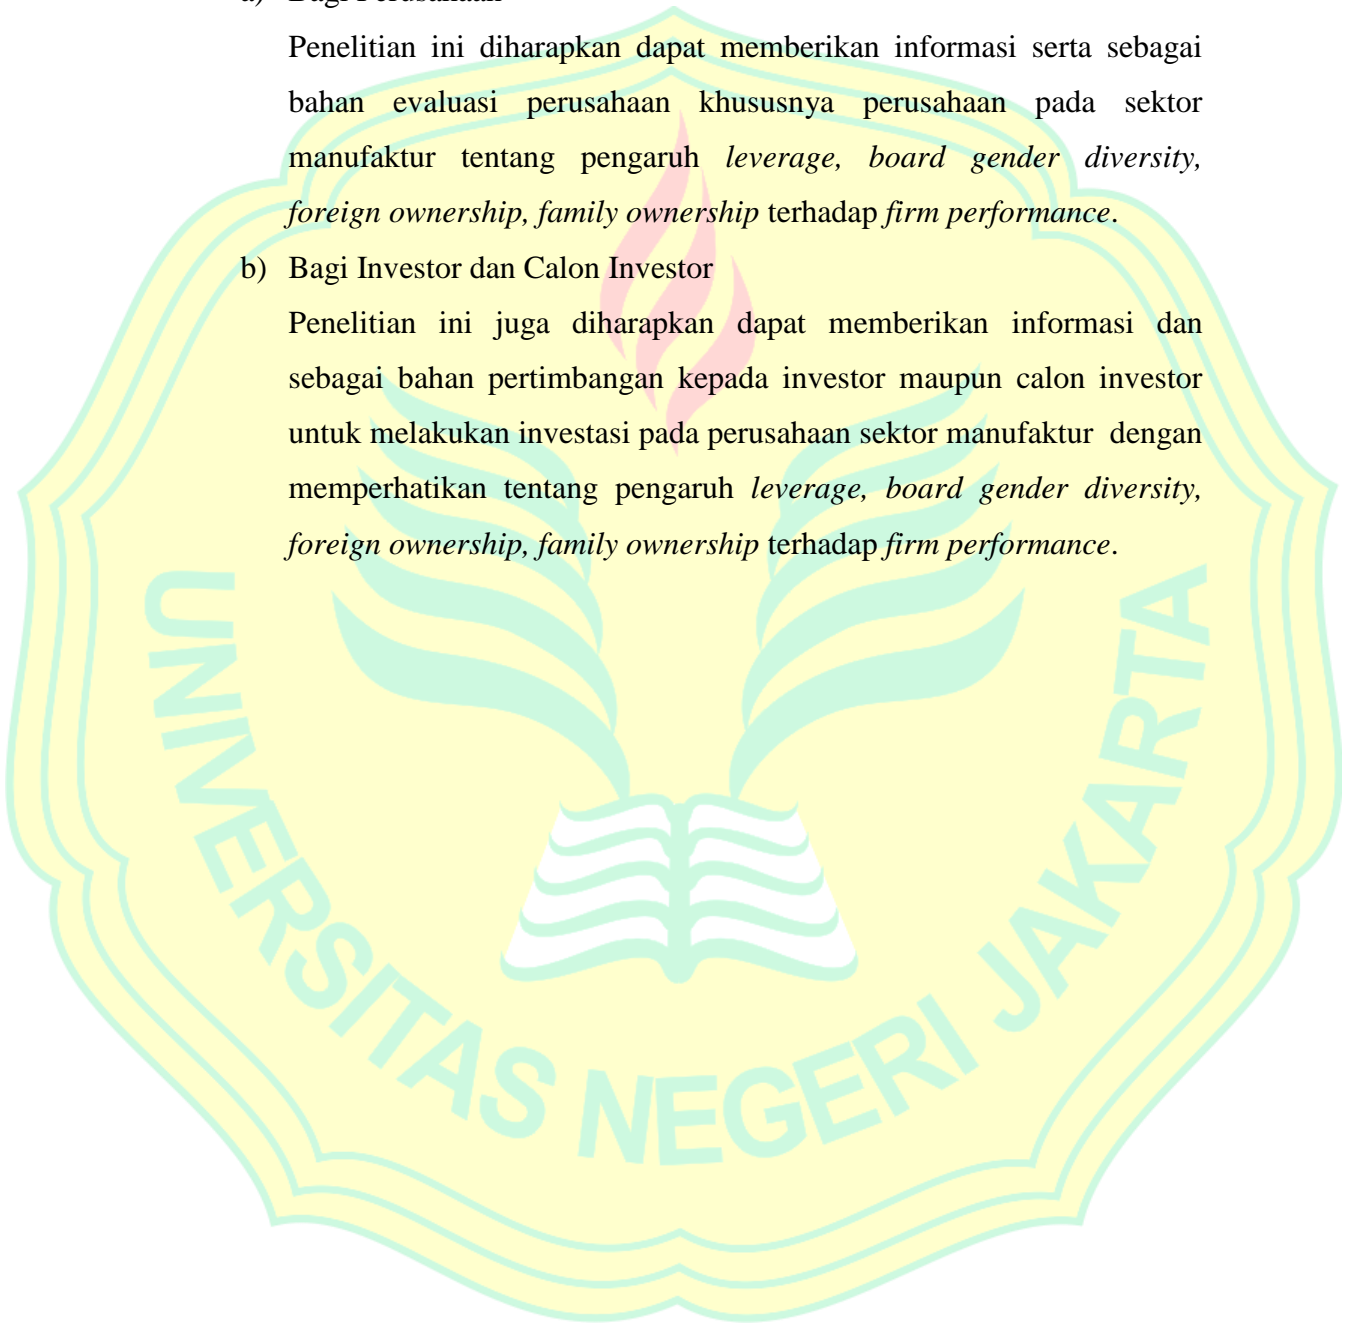 Penelitian ini diharapkan dapat memberikan informasi serta sebagai
bahan evaluasi perusahaan khususnya perusahaan pada sektor
manufaktur tentang pengaruh leverage, board gender diversity,
foreign ownership, family ownership terhadap firm performance.
b) Bagi Investor dan Calon Investor
Penelitian ini juga diharapkan dapat memberikan informasi dan
sebagai bahan pertimbangan kepada investor maupun calon investor
untuk melakukan investasi pada perusahaan sektor manufaktur dengan
memperhatikan tentang pengaruh leverage, board gender diversity,
foreign ownership, family ownership terhadap firm performance.
UNIVERSITAS NEGERI JAKARTA